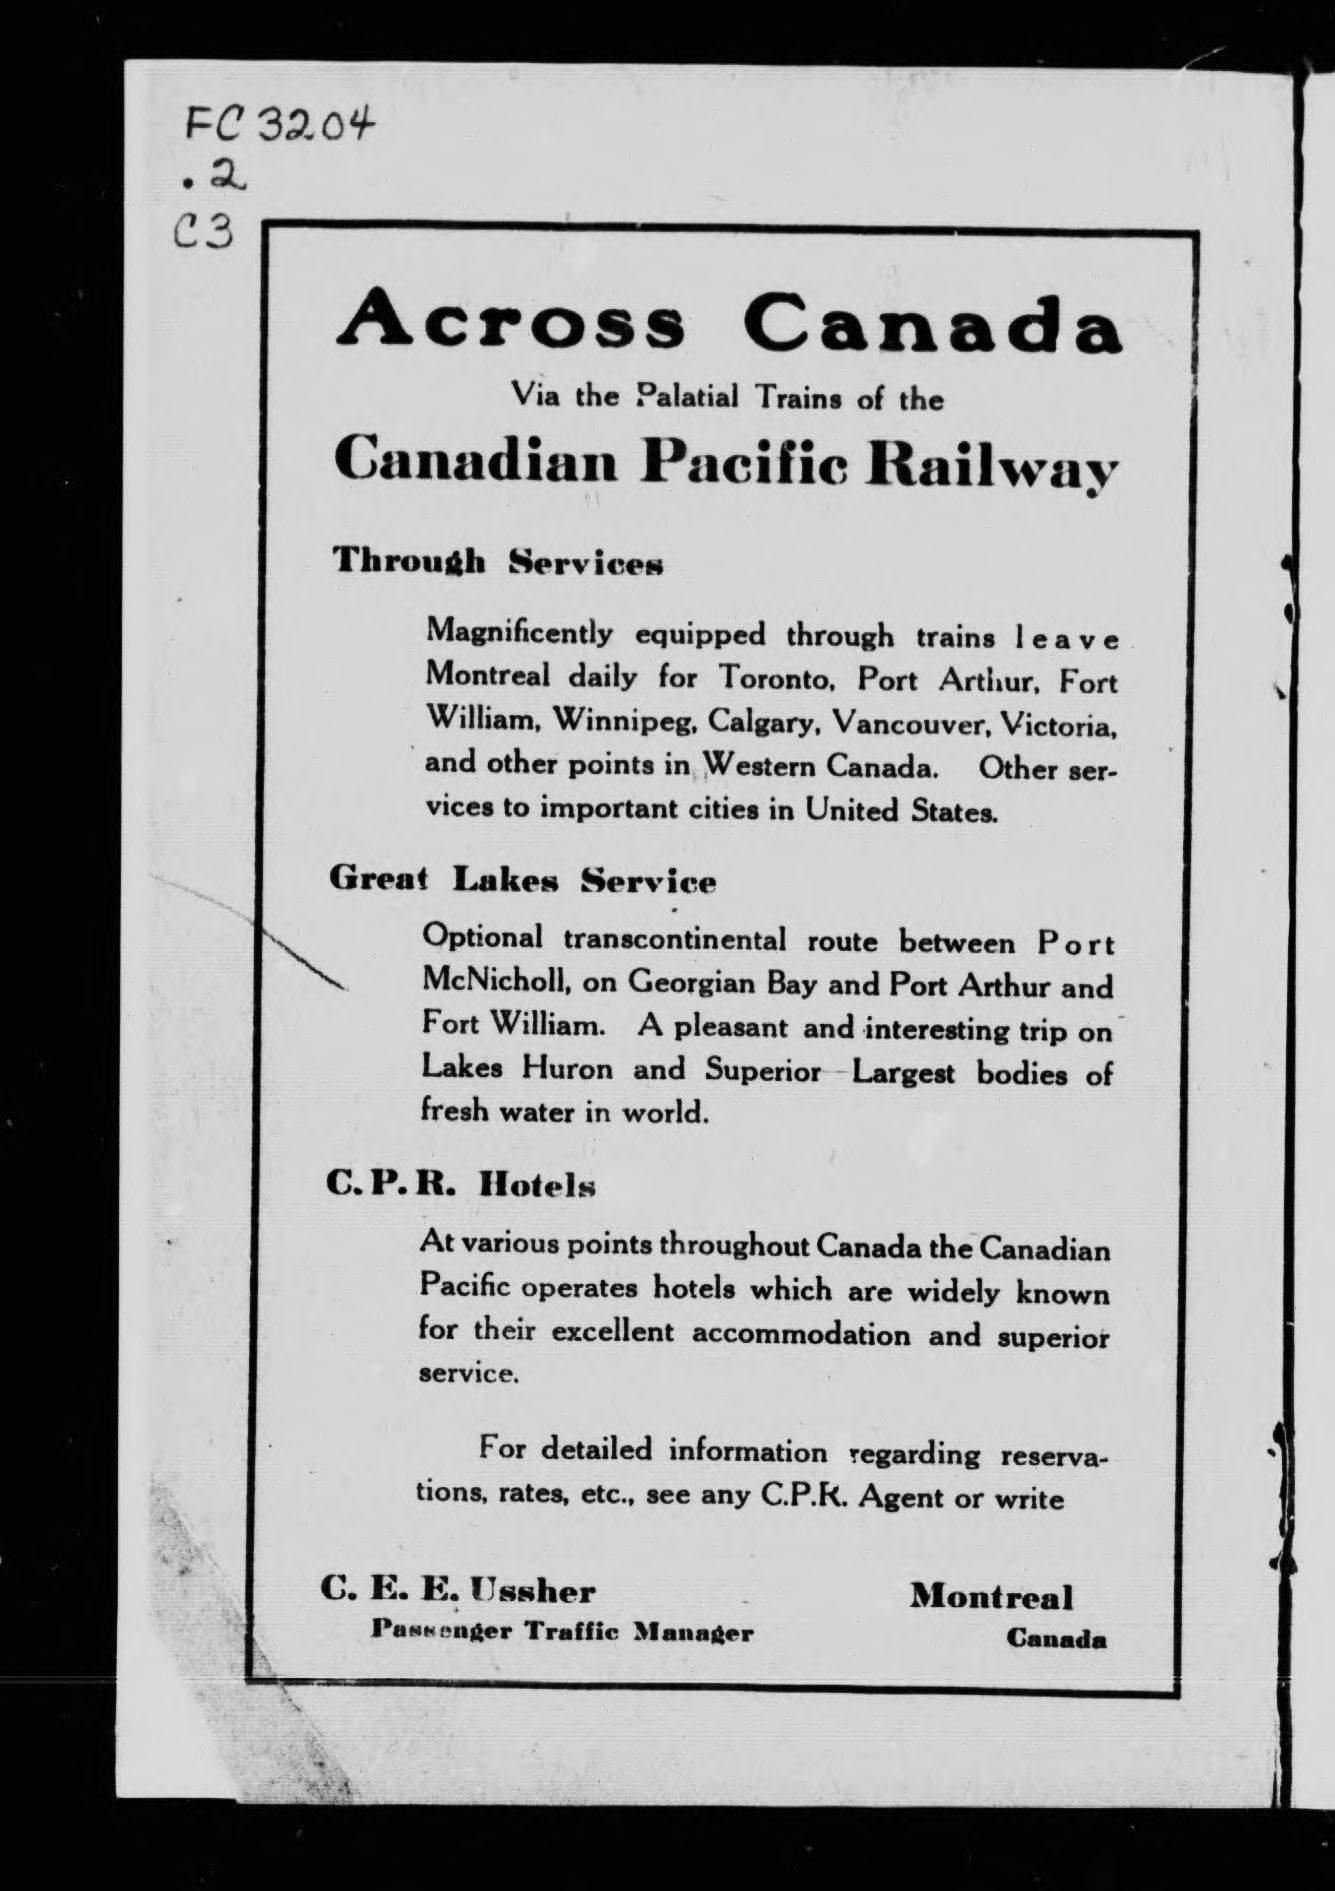 FC 3204
.2
C3
Across Canada
Via the Palatial Trains of the
Canadian Pacific Railway
Through Services
Magnificently equipped through trains leave
Montreal daily for Toronto, Port Arthur, Fort
William, Winnipeg, Calgary, Vancouver, Victoria,
and other points in Western Canada. Other ser-
vices to important cities in United States.
Great Lakes Service
Optional transcontinental route between Port
McNicholl, on Georgian Bay and Port Arthur and
Fort William. A pleasant and interesting trip on
Lakes Huron and Superior—Largest bodies of
fresh water in world.
C.P.R. Hotels
At various points throughout Canada the Canadian
Pacific operates hotels which are widely known
for their excellent accommodation and superior
service.
For detailed information regarding reserva-
tions, rates, etc., see any C.P.R. Agent or write
C. E. E. Ussher Montreal
Passenger Traffic Manager Canada